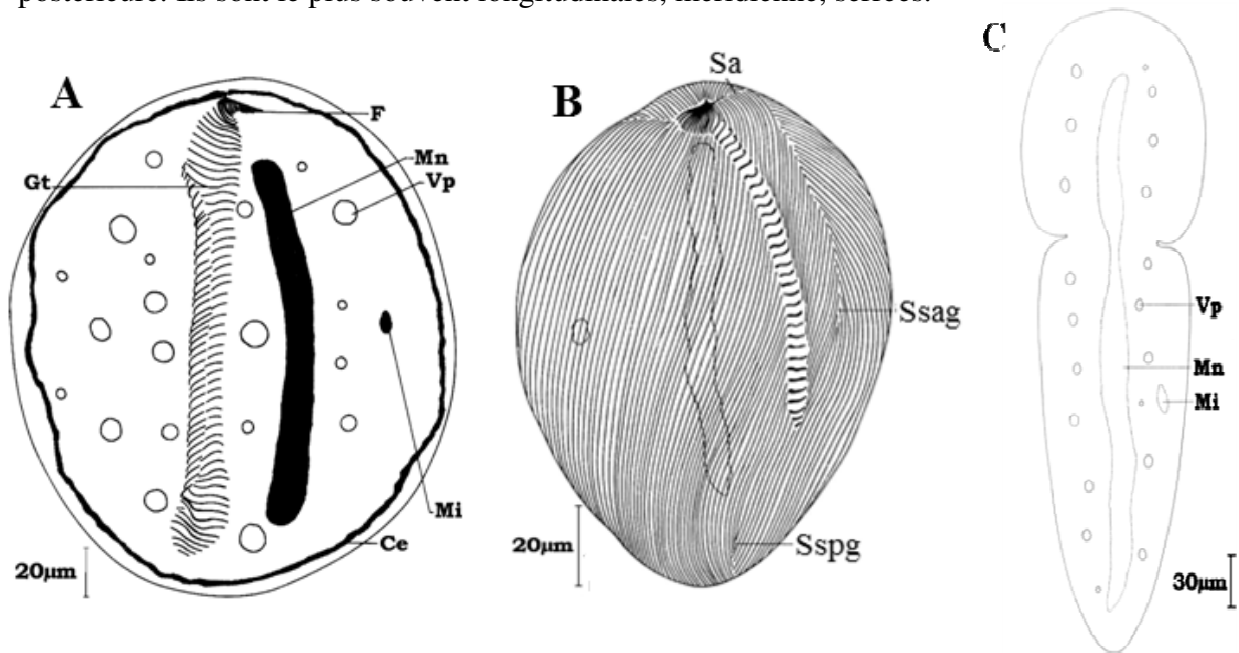 postérieure. Ils sont le plus souvent longitudinales, méridienne, serrées.
A
F
Mn
Vp
Gt
Mi
Ce
20µm
B
Sa
Ssag
Sspg
20µm
C
Vp
Mn
Mi
30µm